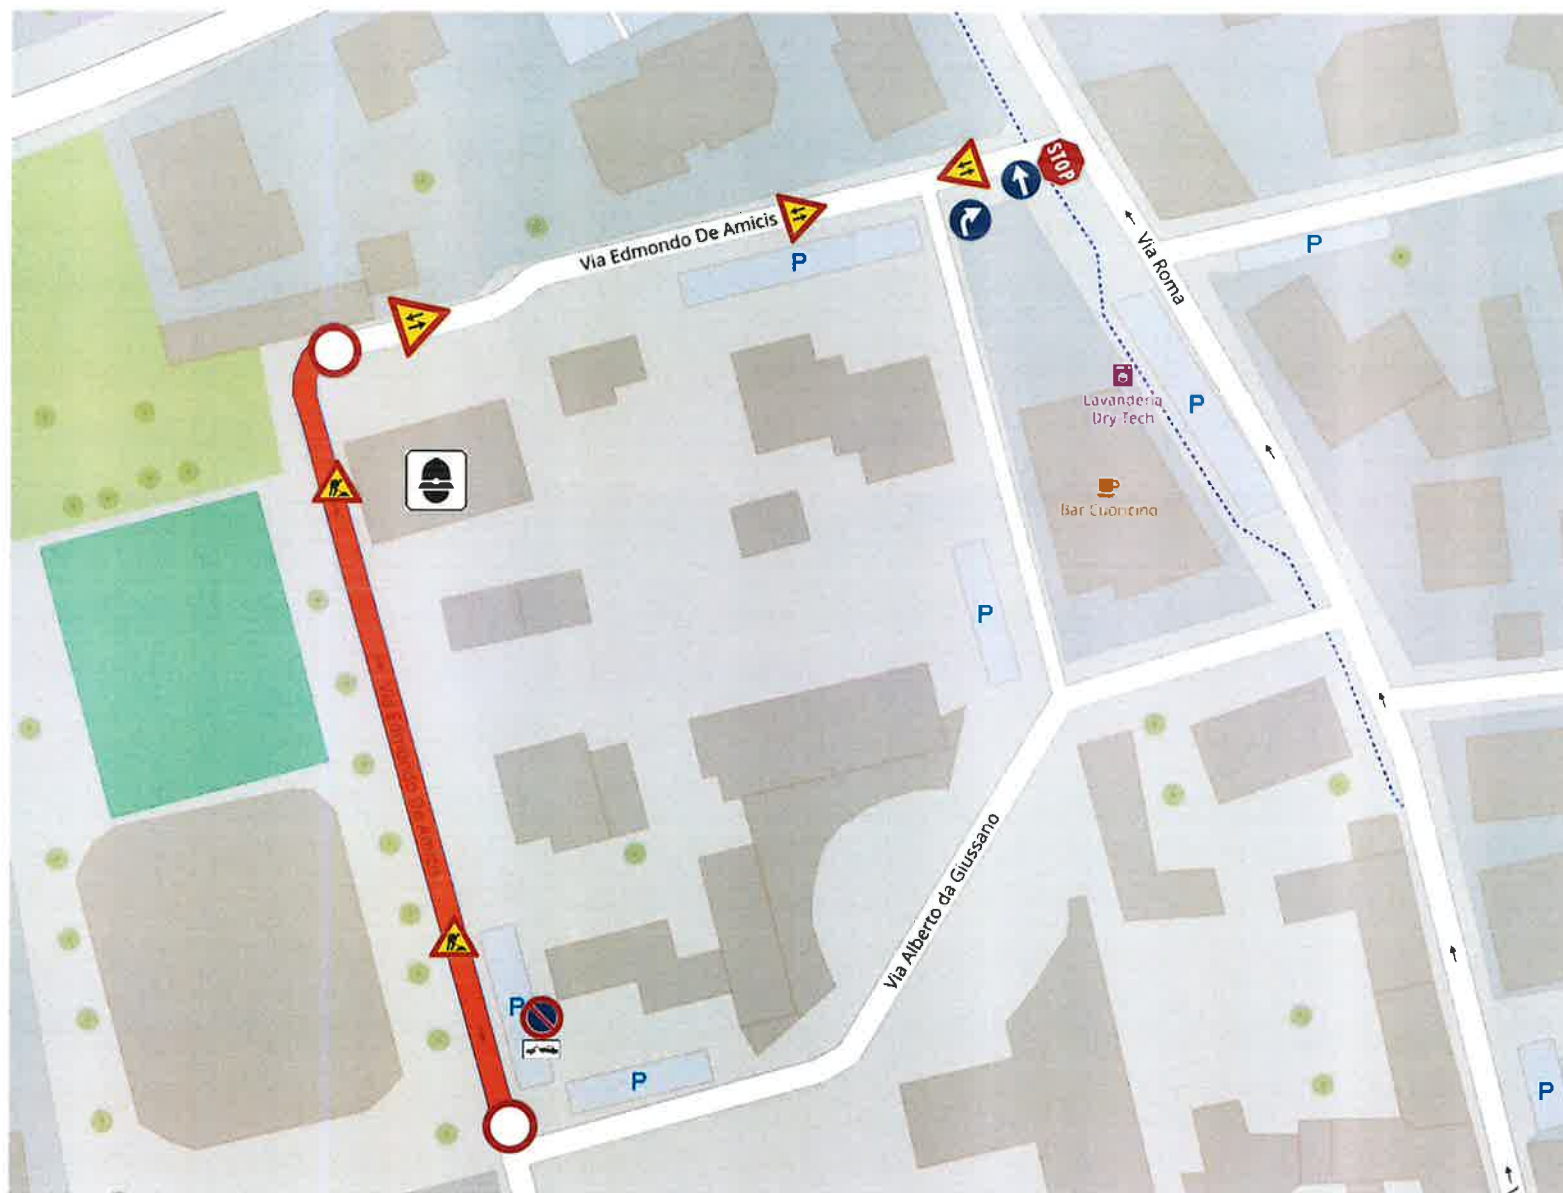 STOP
Via Edmondo De Amicis
P
Via Roma
P
Lavanderia
Dry Tech
P
Bar Cuoricino
P
Via Edmondo De Amicis
Via Alberto da Giussano
P
P
P